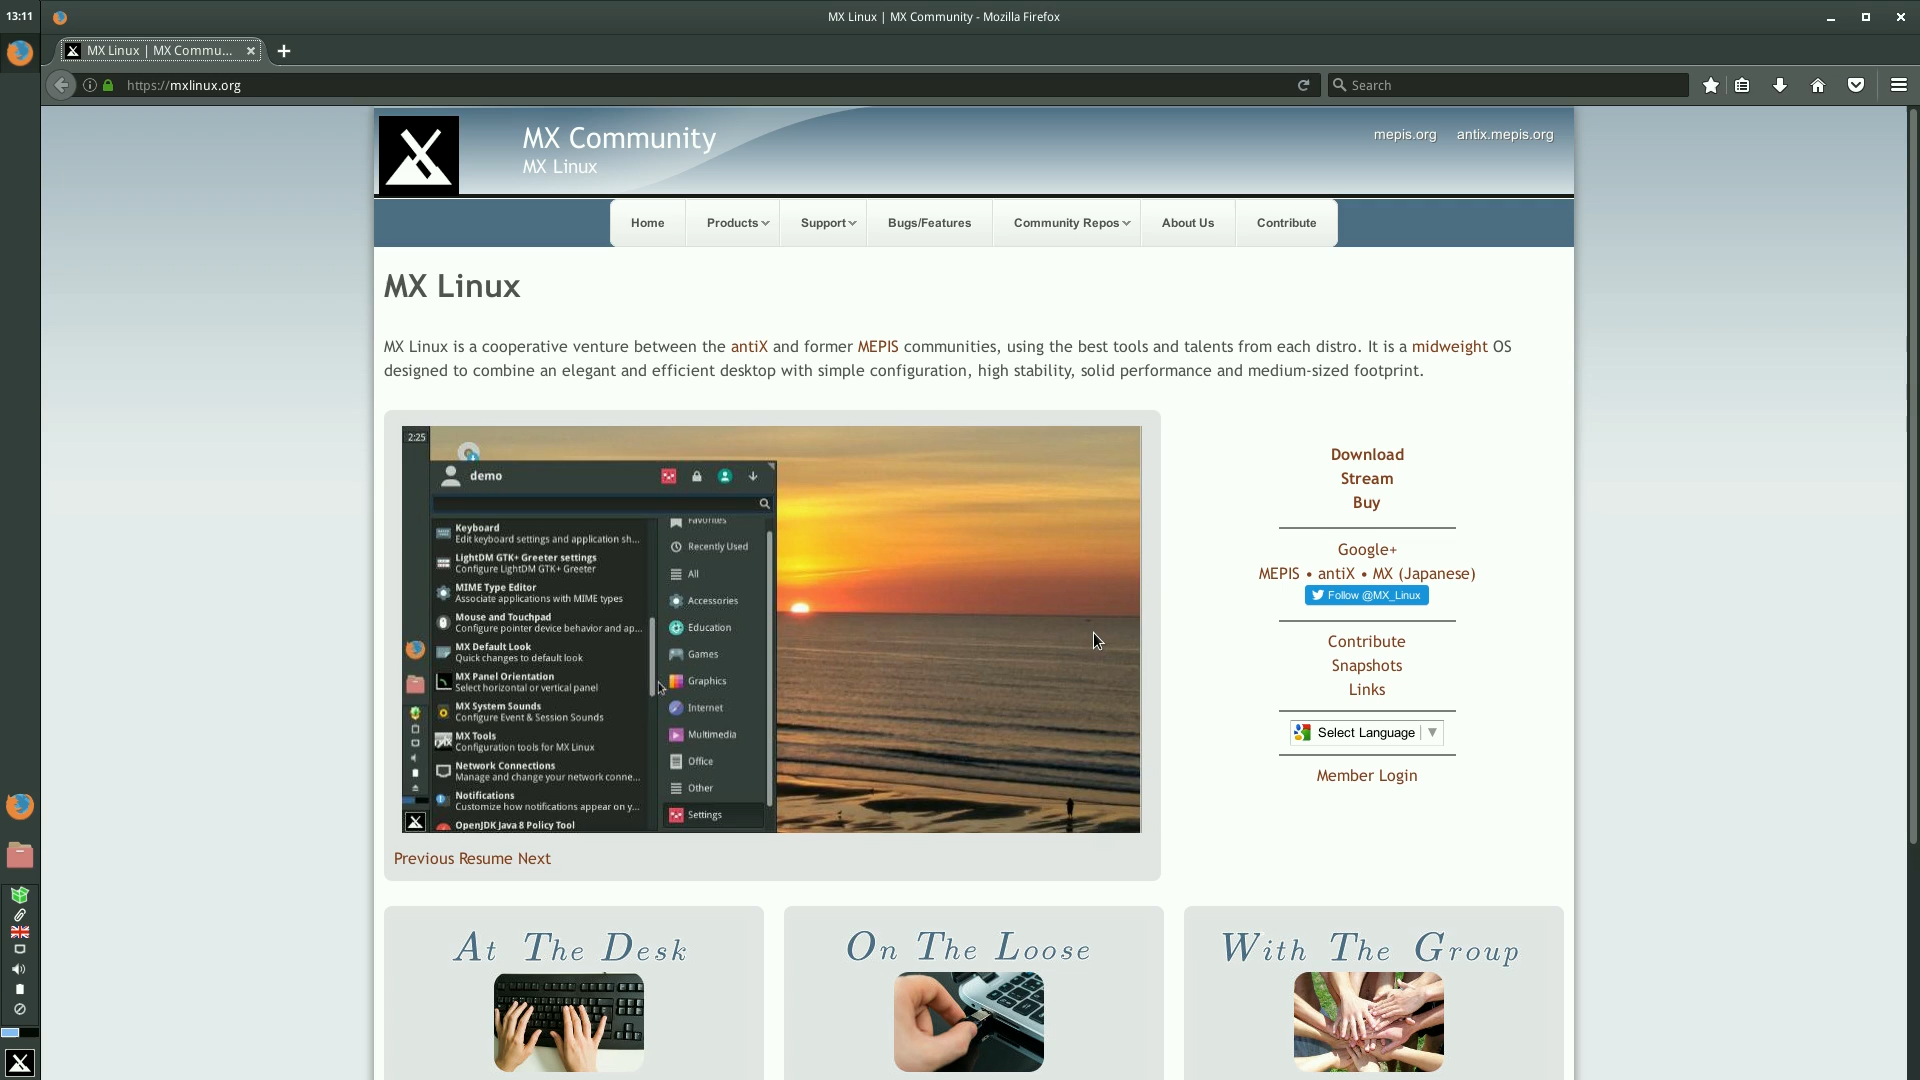 13:11
MX Linux | MX Community - Mozilla Firefox
MX Linux | MX Commu...
https://mxlinux.org
Search
MX Community
MX Linux
mepis.org antix.mepis.org
Home Products Support Bugs/Features Community Repos About Us Contribute
MX Linux
MX Linux is a cooperative venture between the antiX and former MEPIS communities, using the best tools and talents from each distro. It is a midweight OS
designed to combine an elegant and efficient desktop with simple configuration, high stability, solid performance and medium-sized footprint.
2:25
demo
Keyboard
Edit keyboard settings and application sh...
LightDM GTK+ Greeter settings
Configure LightDM GTK+ Greeter
MIME Type Editor
Associate applications with MIME types
Mouse and Touchpad
Configure pointer device behavior and ap...
MX Default Look
Quick changes to default look
MX Panel Orientation
Select horizontal or vertical panel
MX System Sounds
Configure Event & Session Sounds
MX Tools
Configuration tools for MX Linux
Network Connections
Manage and change your network conne...
Notifications
Customize how notifications appear on y...
OpenJDK Java 8 Policy Tool
Favorites
Recently Used
All
Accessories
Education
Games
Graphics
Internet
Multimedia
Office
Other
Settings
Previous Resume Next
Download
Stream
Buy
Google+
MEPIS • antiX • MX (Japanese)
Follow @MX_Linux
Contribute
Snapshots
Links
Select Language ▼
Member Login
At The Desk
On The Loose
With The Group